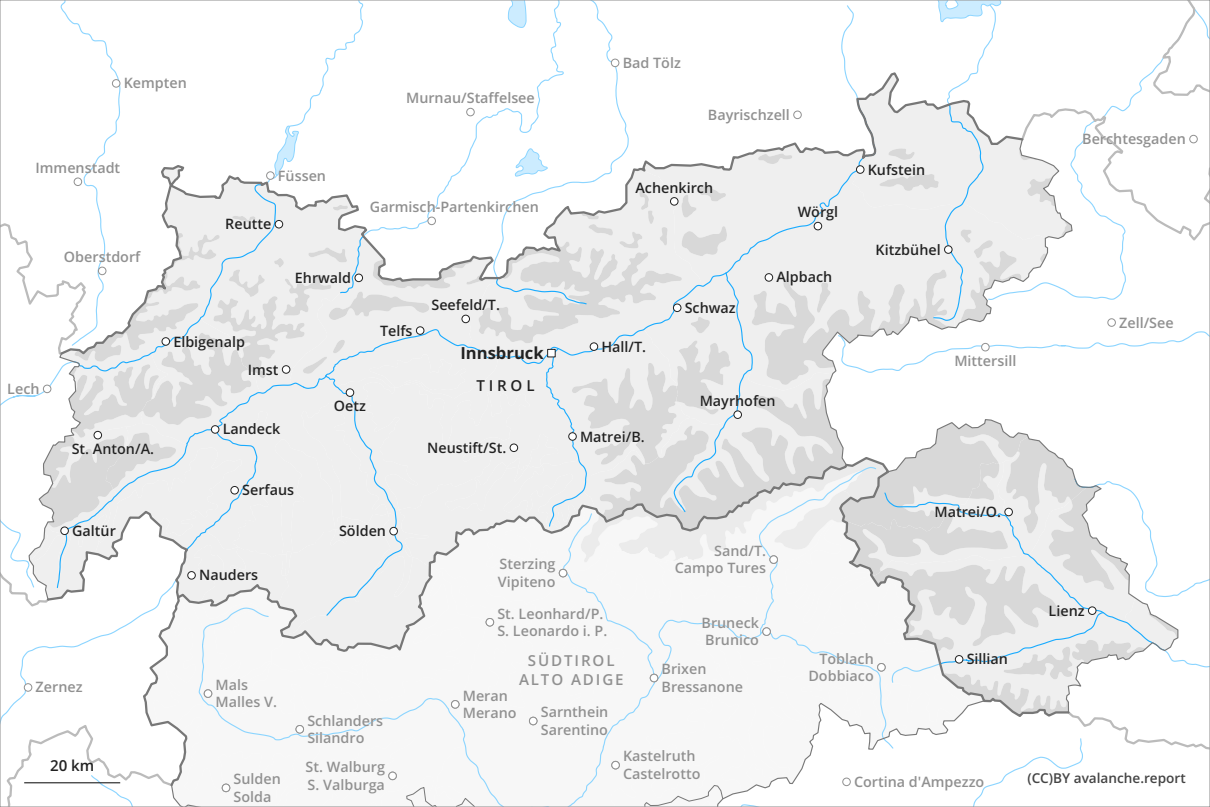 Kempten
Bad Tölz
Murnau/Staffelsee
Bayrischzell
Berchtesgaden
Immenstadt
Füssen
Kufstein
Achenkirch
Garmisch-Partenkirchen
Wörgl
Reutte
Kitzbühel
Oberstdorf
Ehrwald
Alpbach
Seefeld/T.
Schwaz
Telfs
Zell/See
Elbigenalp
Innsbruck
Hall/T.
Mittersill
Imst
TIROL
Lech
Oetz
Mayrhofen
Landeck
Matrei/B.
St. Anton/A.
Neustift/St.
Serfaus
Matrei/O.
Galtür
Sölden
Sand/T.
Campo Tures
Sterzing
Vipiteno
Nauders
Lienz
St. Leonhard/P.
S. Leonardo i. P.
Bruneck
Brunico
SÜDTIROL
ALTO ADIGE
Toblach
Dobbiaco
Sillian
Brixen
Bressanone
Zernez
Mals
Malles V.
Meran
Merano
Sarnthein
Sarentino
Schlanders
Silandro
Kastelruth
Castelrotto
20 km
St. Walburg
S. Valburga
Sulden
Solda
Cortina d'Ampezzo
(CC)BY avalanche.report